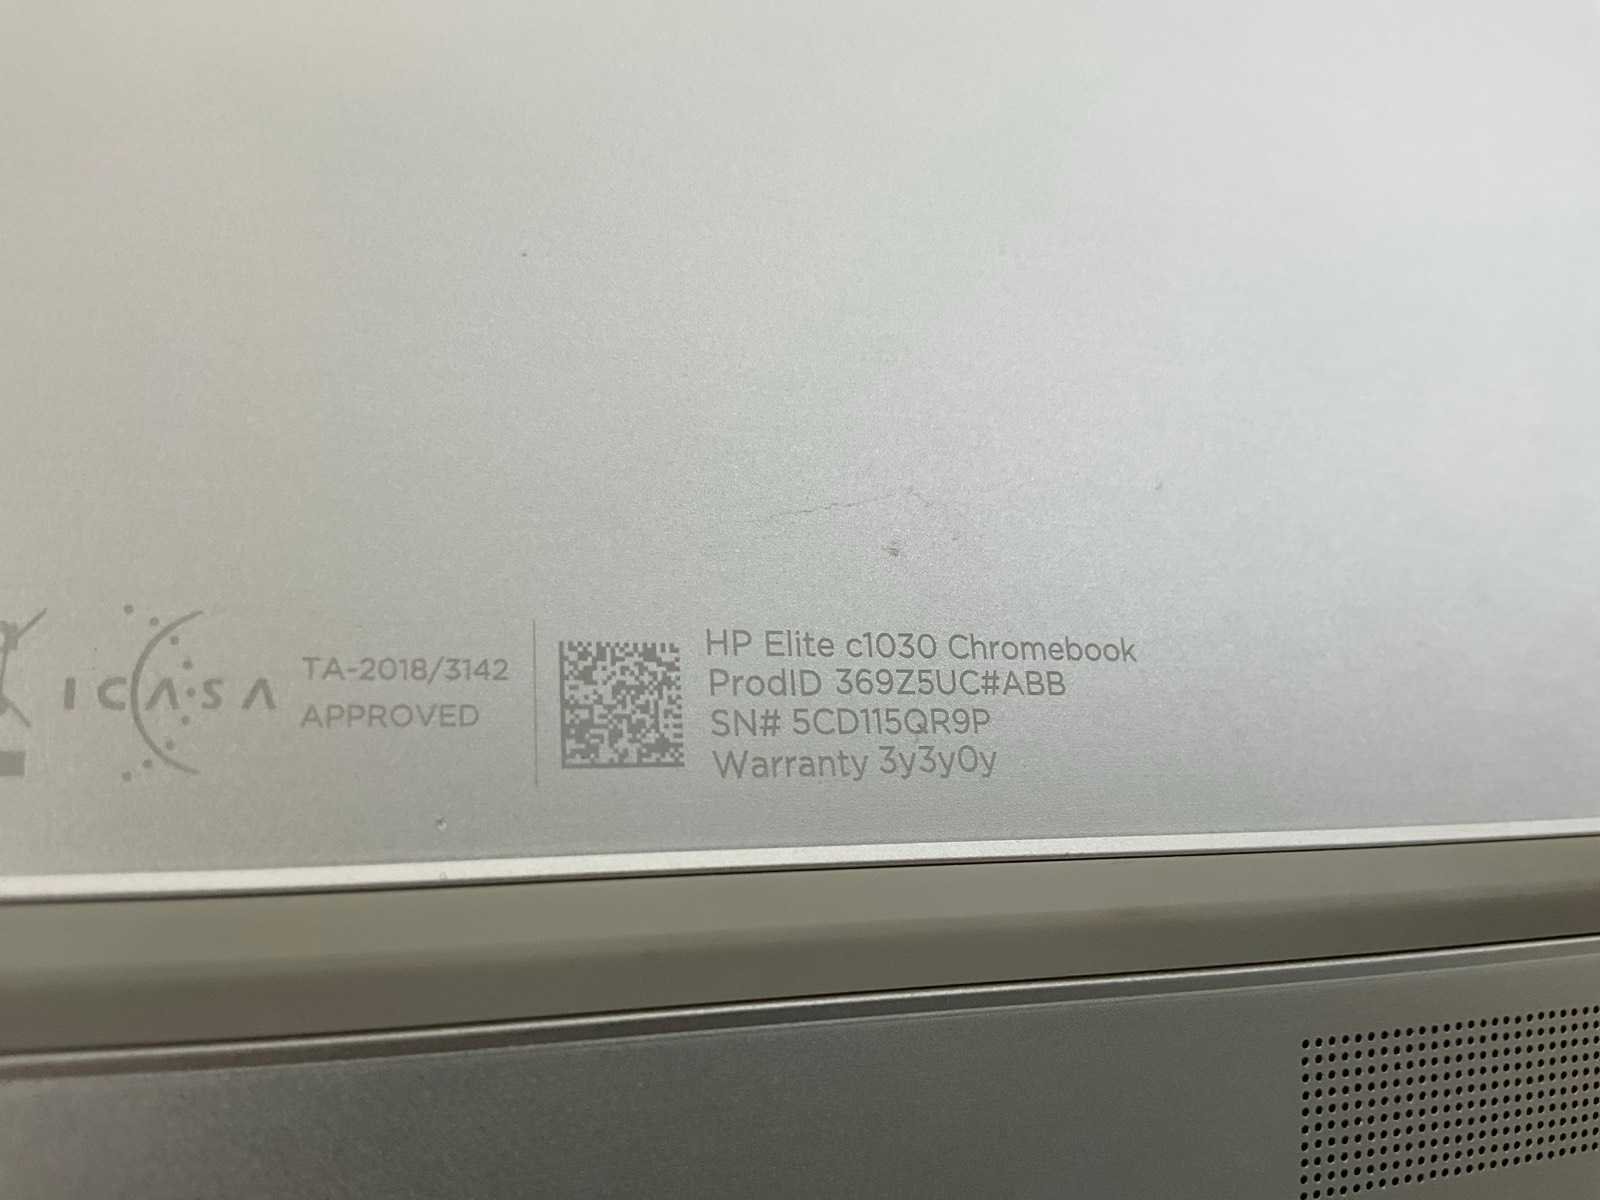 ICASA
TA-2018/3142
APPROVED
HP Elite c1030 Chromebook
ProdID 369Z5UC#ABB
SN# 5CD115QR9P
Warranty 3y3y0y